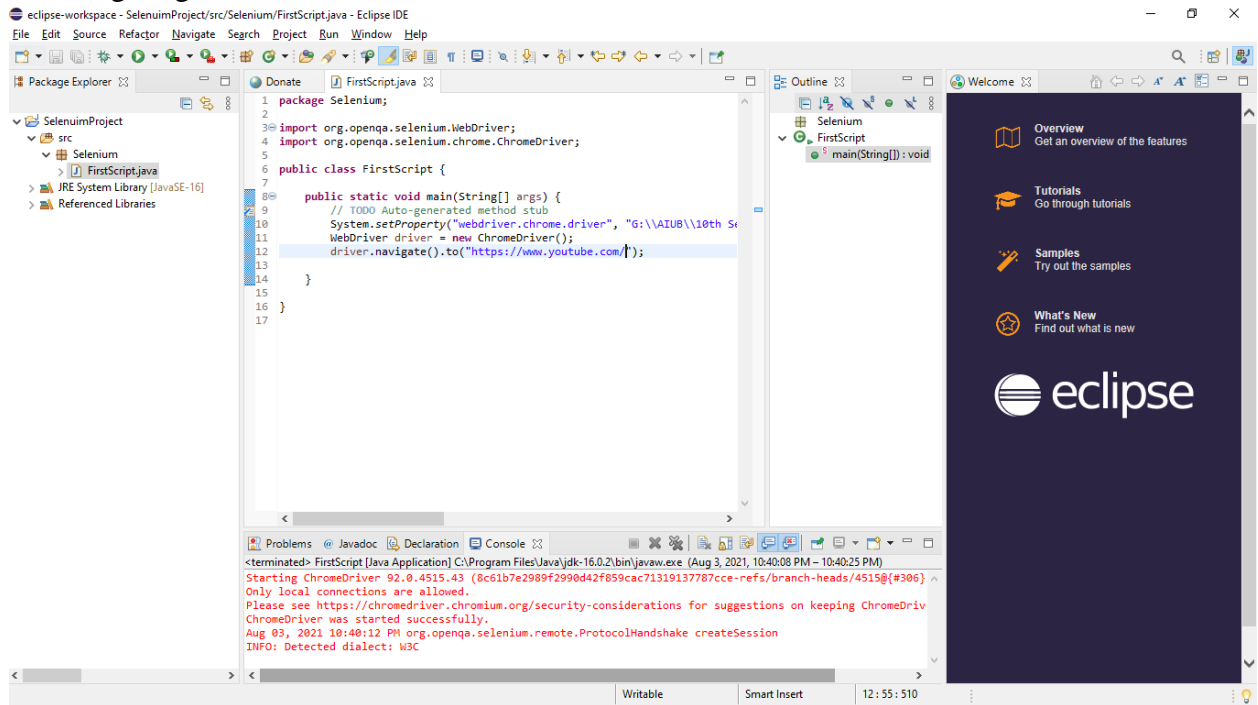 eclipse-workspace - SelenuimProject/src/Selenium/FirstScript.java - Eclipse IDE
File Edit Source Refactor Navigate Search Project Run Window Help
Package Explorer
SelenuimProject
src
Selenium
FirstScript.java
JRE System Library [JavaSE-16]
Referenced Libraries
Donate FirstScript.java
1 package Selenium;
2
3 import org.openqa.selenium.WebDriver;
4 import org.openqa.selenium.chrome.ChromeDriver;
5
6 public class FirstScript {
7
8 public static void main(String[] args) {
9 // TODO Auto-generated method stub
10 System.setProperty("webdriver.chrome.driver", "G:\\AIUB\\10th Se
11 WebDriver driver = new ChromeDriver();
12 driver.navigate().to("https://www.youtube.com/");
13
14 }
15
16 }
17
Outline
Selenium
FirstScript
main(String[]) : void
Welcome
Overview
Get an overview of the features
Tutorials
Go through tutorials
Samples
Try out the samples
What's New
Find out what is new
eclipse
Problems @ Javadoc Declaration Console
<terminated> FirstScript [Java Application] C:\Program Files\Java\jdk-16.0.2\bin\javaw.exe (Aug 3, 2021, 10:40:08 PM – 10:40:25 PM)
Starting ChromeDriver 92.0.4515.43 (8c61b7e2989f2990d42f859cac71319137787cce-refs/branch-heads/4515@{#306}
Only local connections are allowed.
Please see https://chromedriver.chromium.org/security-considerations for suggestions on keeping ChromeDriv
ChromeDriver was started successfully.
Aug 03, 2021 10:40:12 PM org.openqa.selenium.remote.ProtocolHandshake createSession
INFO: Detected dialect: W3C
Writable Smart Insert 12 : 55 : 510